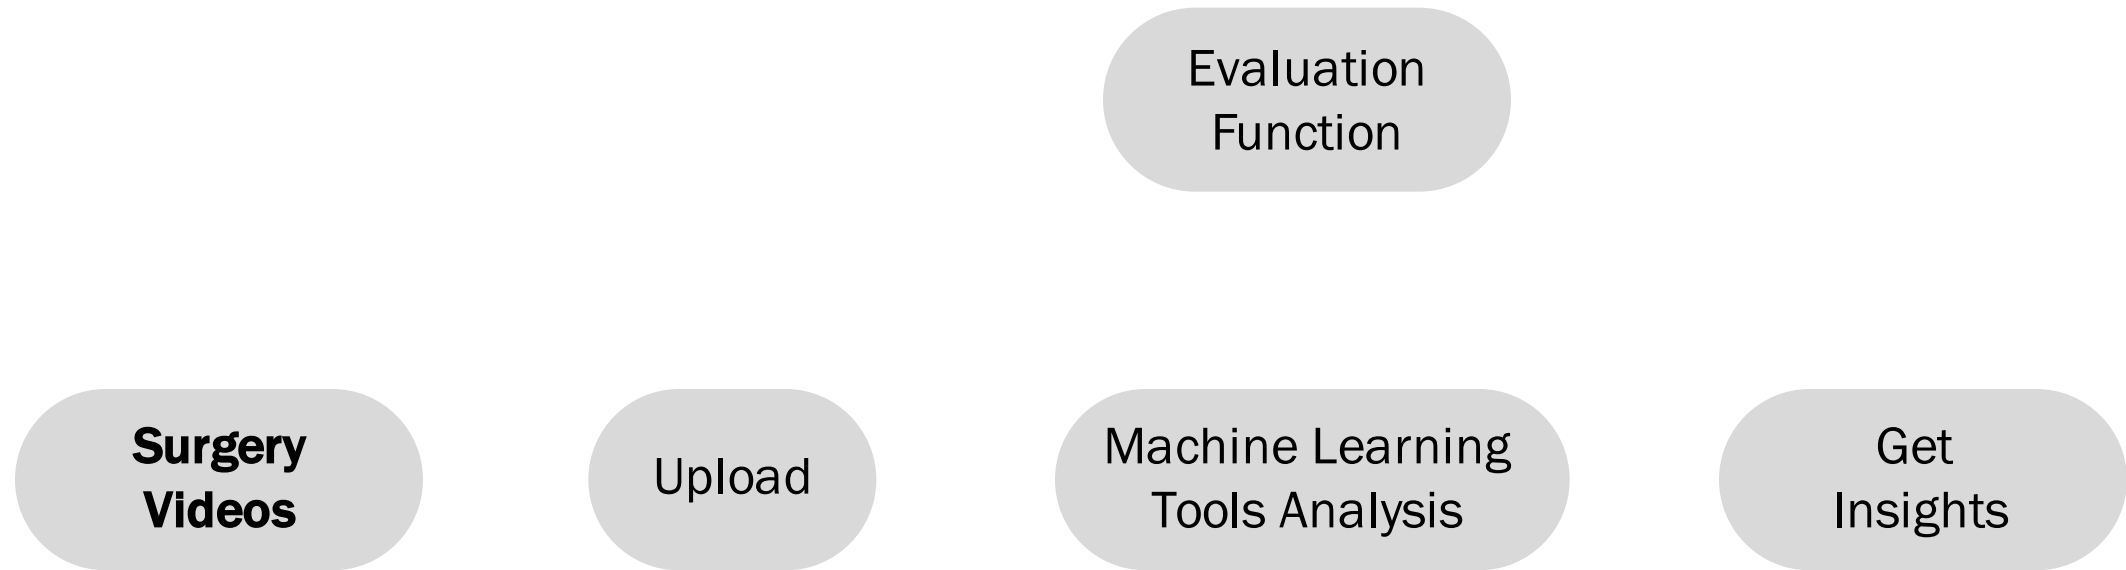 Evaluation
Function
Surgery
Videos
Upload
Machine Learning
Tools Analysis
Get
Insights